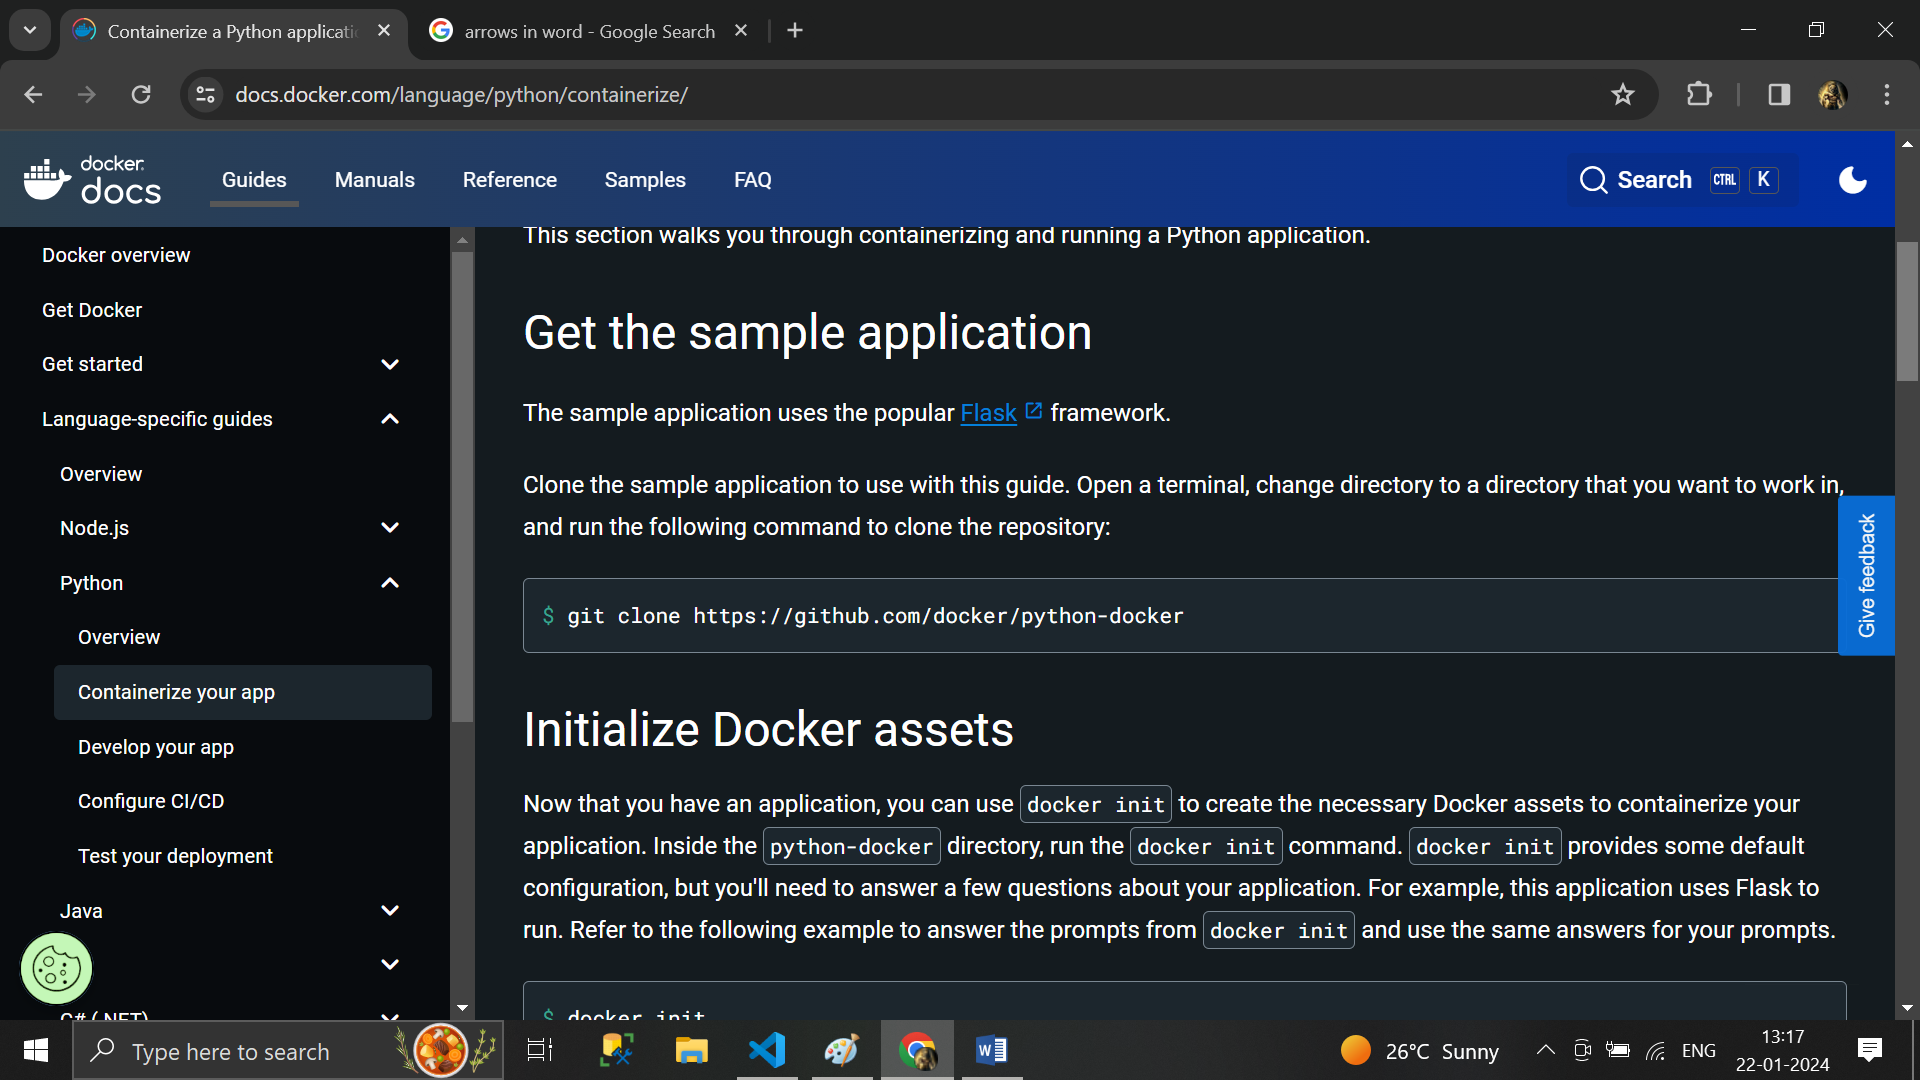 Containerize a Python applicati
arrows in word - Google Search
docs.docker.com/language/python/containerize/
docker
docs
Guides
Manuals
Reference
Samples
FAQ
Search
CTRL
K
Docker overview
Get Docker
Get started
Language-specific guides
Overview
Node.js
Python
Overview
Containerize your app
Develop your app
Configure CI/CD
Test your deployment
Java
C# (.NET)
This section walks you through containerizing and running a Python application.
Get the sample application
The sample application uses the popular Flask framework.
Clone the sample application to use with this guide. Open a terminal, change directory to a directory that you want to work in,
and run the following command to clone the repository:
$ git clone https://github.com/docker/python-docker
Initialize Docker assets
Now that you have an application, you can use docker init to create the necessary Docker assets to containerize your
application. Inside the python-docker directory, run the docker init command. docker init provides some default
configuration, but you'll need to answer a few questions about your application. For example, this application uses Flask to
run. Refer to the following example to answer the prompts from docker init and use the same answers for your prompts.
$ docker init
Give feedback
Type here to search
26°C Sunny
ENG
13:17
22-01-2024